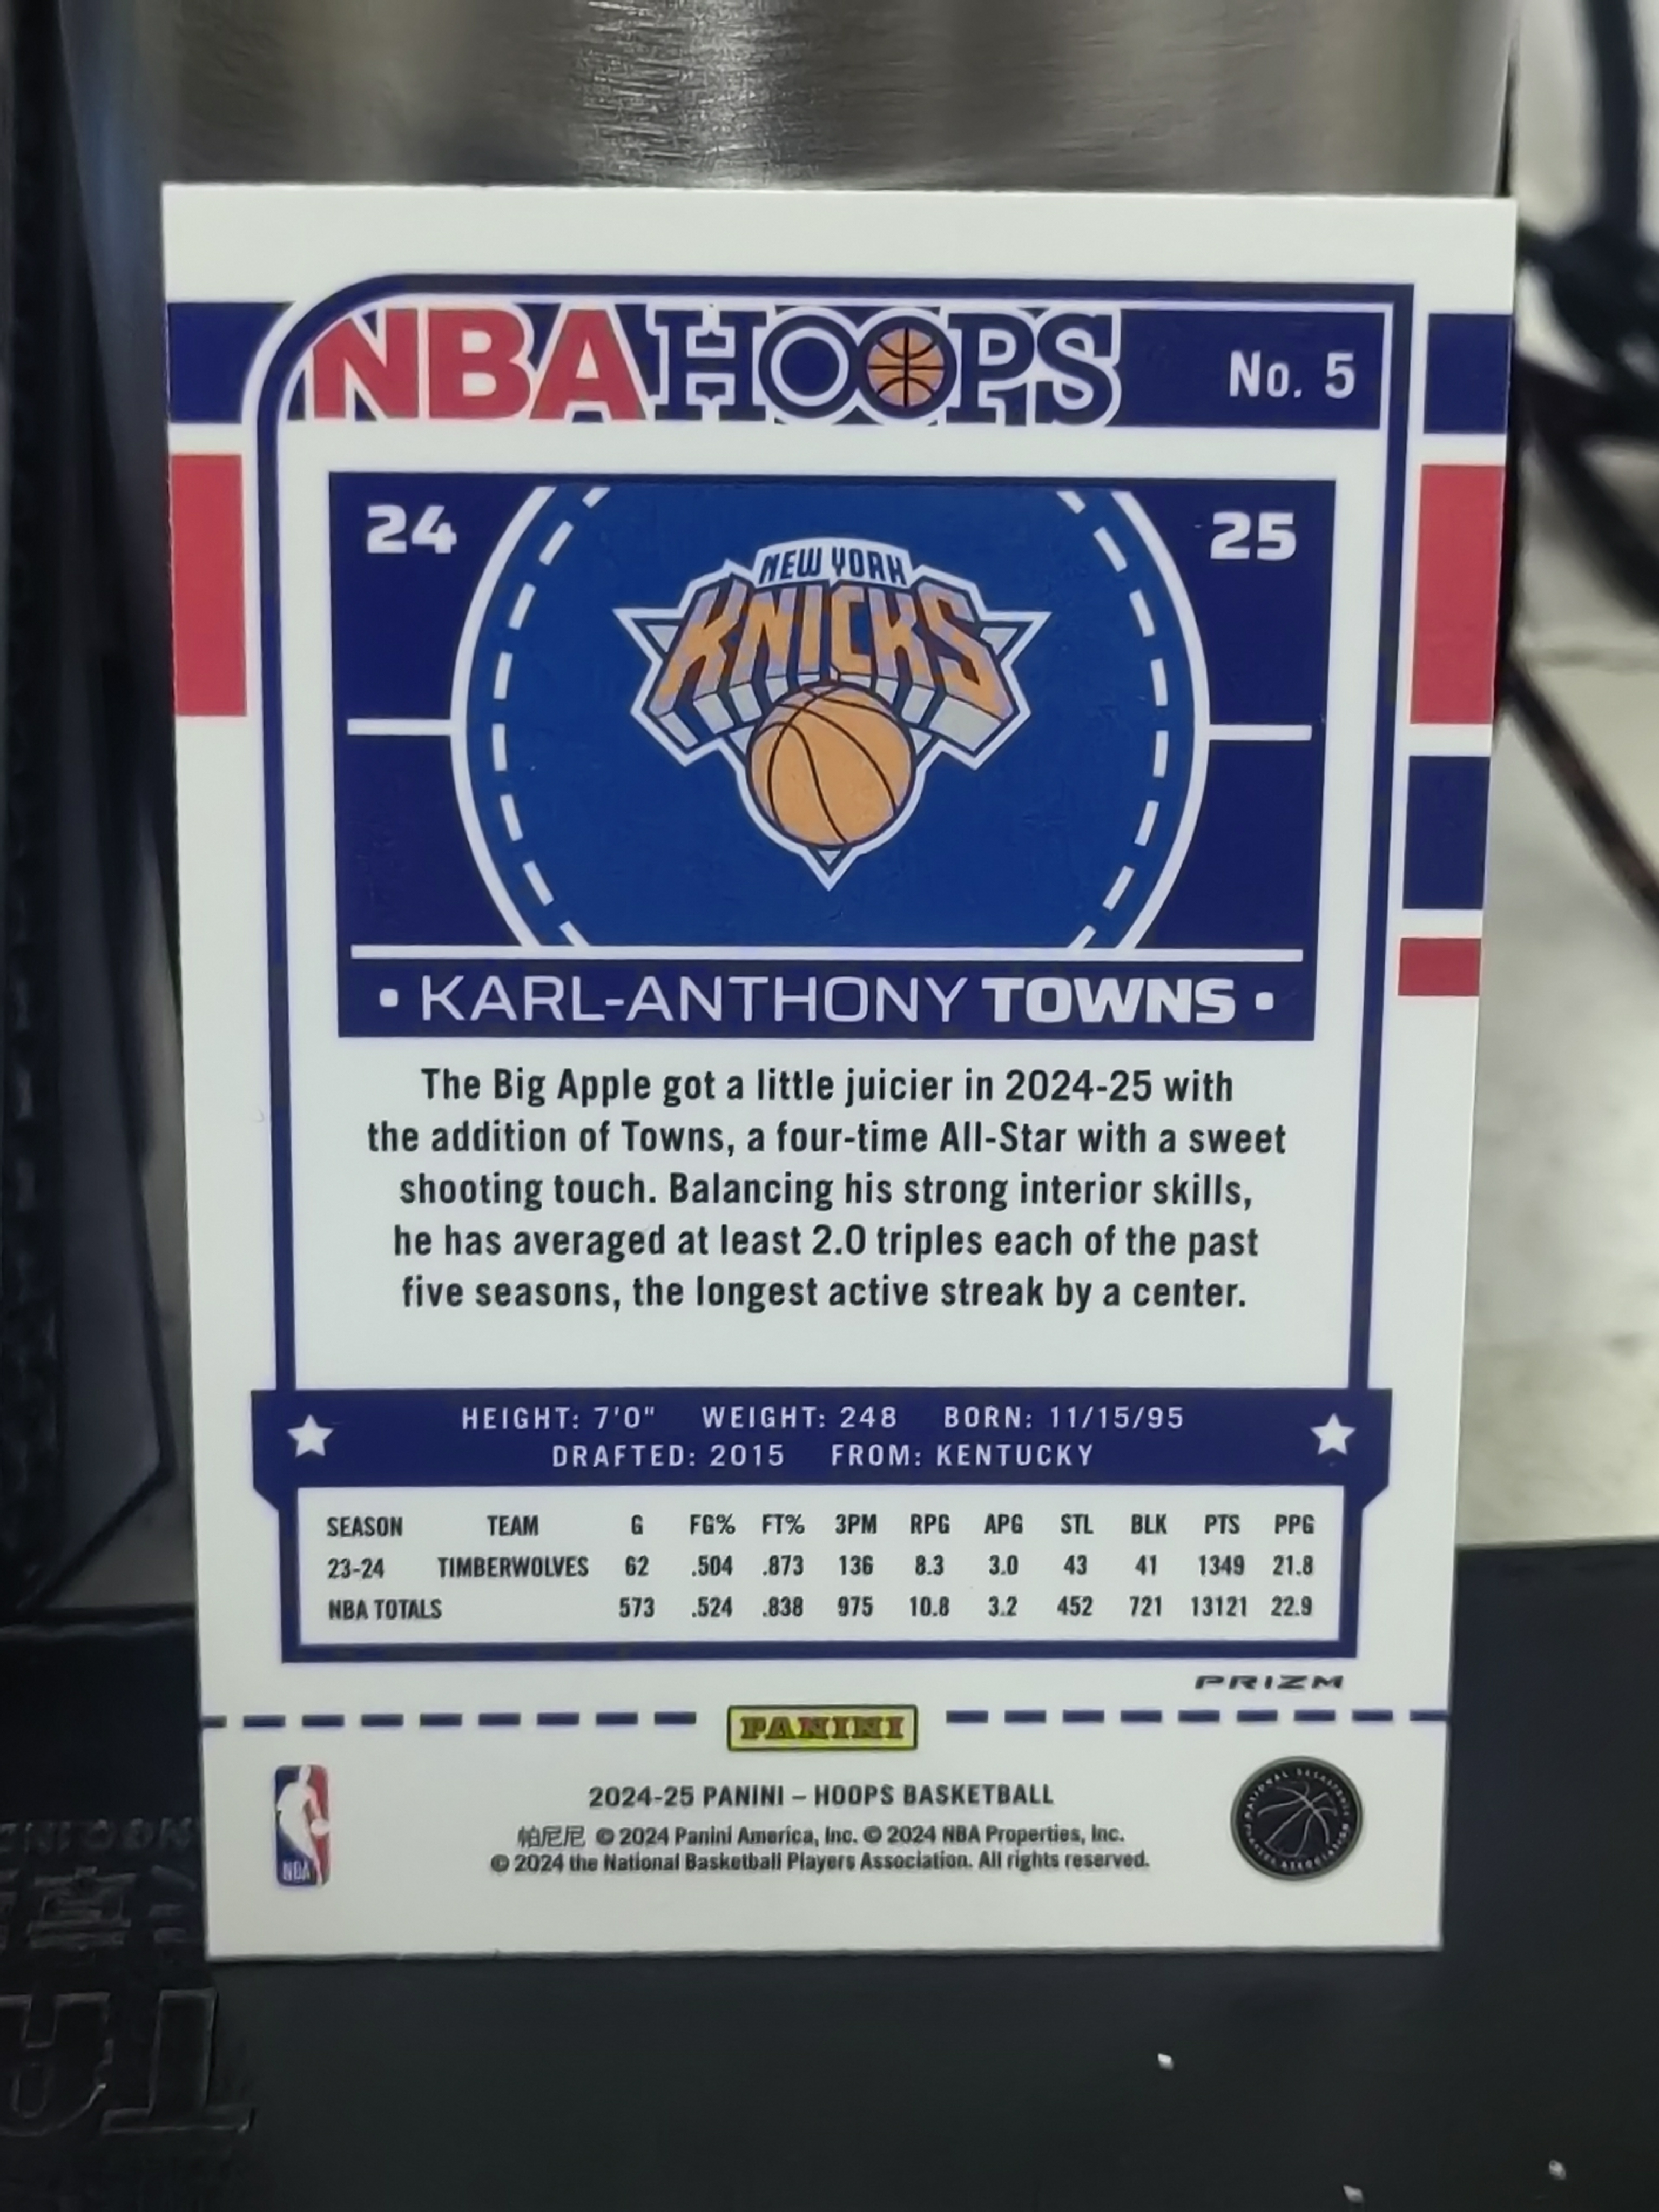 NBA HOOPS No. 5
24 25
NEW YORK
KNICKS
• KARL-ANTHONY TOWNS •
The Big Apple got a little juicier in 2024-25 with
the addition of Towns, a four-time All-Star with a sweet
shooting touch. Balancing his strong interior skills,
he has averaged at least 2.0 triples each of the past
five seasons, the longest active streak by a center.
HEIGHT: 7'0" WEIGHT: 248 BORN: 11/15/95
DRAFTED: 2015 FROM: KENTUCKY
SEASON TEAM G FG% FT% 3PM RPG APG STL BLK PTS PPG
23-24 TIMBERWOLVES 62 .504 .873 136 8.3 3.0 43 41 1349 21.8
NBA TOTALS 573 .524 .838 975 10.8 3.2 452 721 13121 22.9
PRIZM
PANINI
NBA
2024-25 PANINI – HOOPS BASKETBALL
帕尼尼 © 2024 Panini America, Inc. © 2024 NBA Properties, Inc.
© 2024 the National Basketball Players Association. All rights reserved.
NATIONAL BASKETBALL
PLAYERS ASSOCIATION